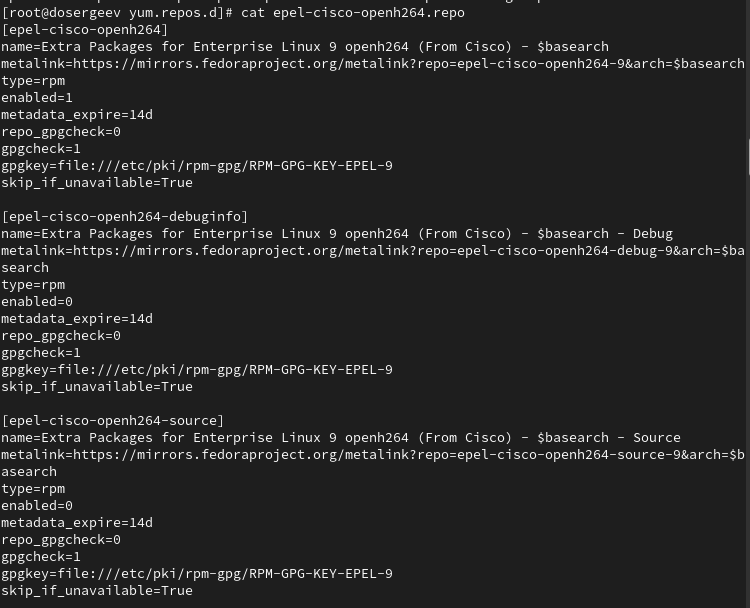 [root@dosergeev yum.repos.d]# cat epel-cisco-openh264.repo
[epel-cisco-openh264]
name=Extra Packages for Enterprise Linux 9 openh264 (From Cisco) - $basearch
metalink=https://mirrors.fedoraproject.org/metalink?repo=epel-cisco-openh264-9&arch=$basearch
type=rpm
enabled=1
metadata_expire=14d
repo_gpgcheck=0
gpgcheck=1
gpgkey=file:///etc/pki/rpm-gpg/RPM-GPG-KEY-EPEL-9
skip_if_unavailable=True

[epel-cisco-openh264-debuginfo]
name=Extra Packages for Enterprise Linux 9 openh264 (From Cisco) - $basearch - Debug
metalink=https://mirrors.fedoraproject.org/metalink?repo=epel-cisco-openh264-debug-9&arch=$ba
search
type=rpm
enabled=0
metadata_expire=14d
repo_gpgcheck=0
gpgcheck=1
gpgkey=file:///etc/pki/rpm-gpg/RPM-GPG-KEY-EPEL-9
skip_if_unavailable=True

[epel-cisco-openh264-source]
name=Extra Packages for Enterprise Linux 9 openh264 (From Cisco) - $basearch - Source
metalink=https://mirrors.fedoraproject.org/metalink?repo=epel-cisco-openh264-source-9&arch=$b
asearch
type=rpm
enabled=0
metadata_expire=14d
repo_gpgcheck=0
gpgcheck=1
gpgkey=file:///etc/pki/rpm-gpg/RPM-GPG-KEY-EPEL-9
skip_if_unavailable=True